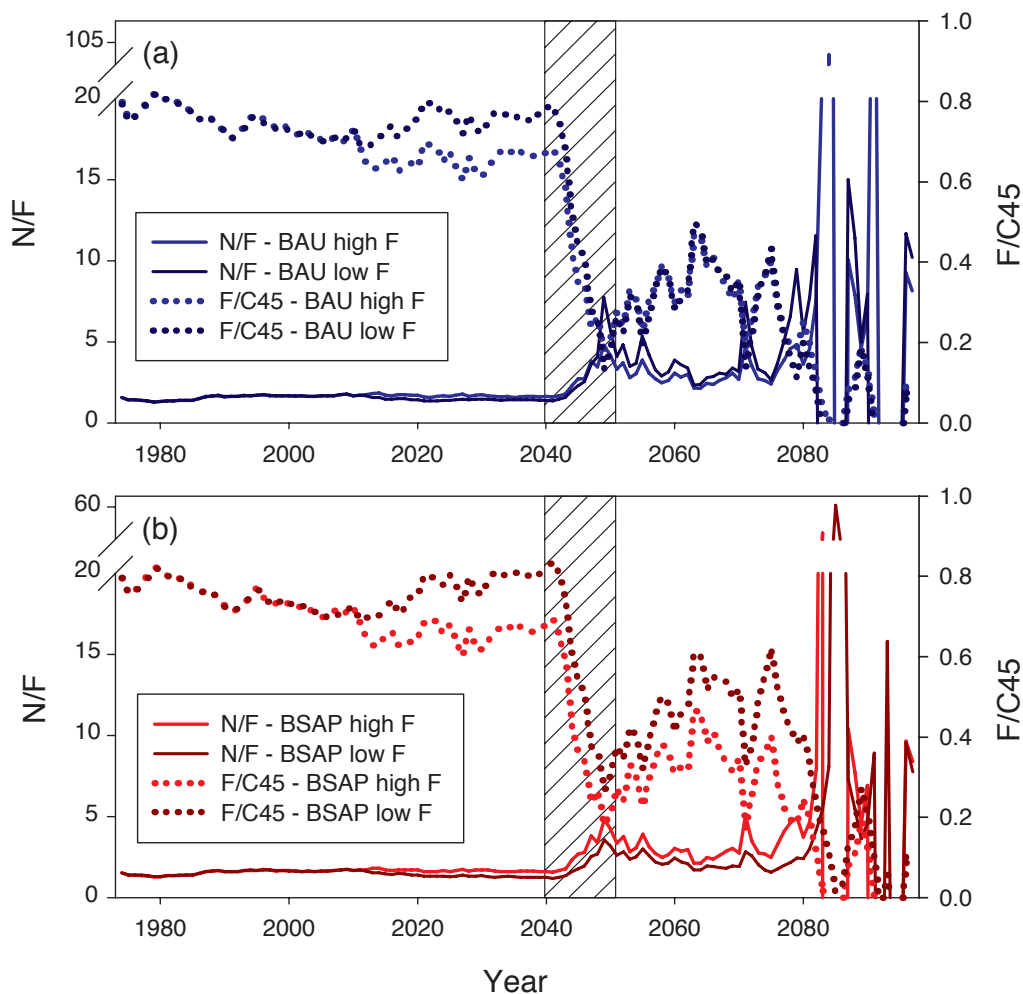 (a)
105
20
15
10
5
0
N/F
1.0
0.8
0.6
0.4
0.2
0.0
F/C45
N/F - BAU high F
N/F - BAU low F
F/C45 - BAU high F
F/C45 - BAU low F
1980 2000 2020 2040 2060 2080
(b)
60
20
15
10
5
0
N/F
1.0
0.8
0.6
0.4
0.2
0.0
F/C45
N/F - BSAP high F
N/F - BSAP low F
F/C45 - BSAP high F
F/C45 - BSAP low F
1980 2000 2020 2040 2060 2080
Year